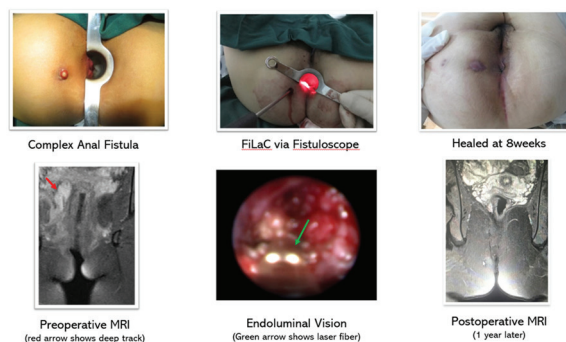 Complex Anal Fistula
FiLaC via Fistuloscope
Healed at 8weeks
Preoperative MRI
(red arrow shows deep track)
Endoluminal Vision
(Green arrow shows laser fiber)
Postoperative MRI
(1 year later)